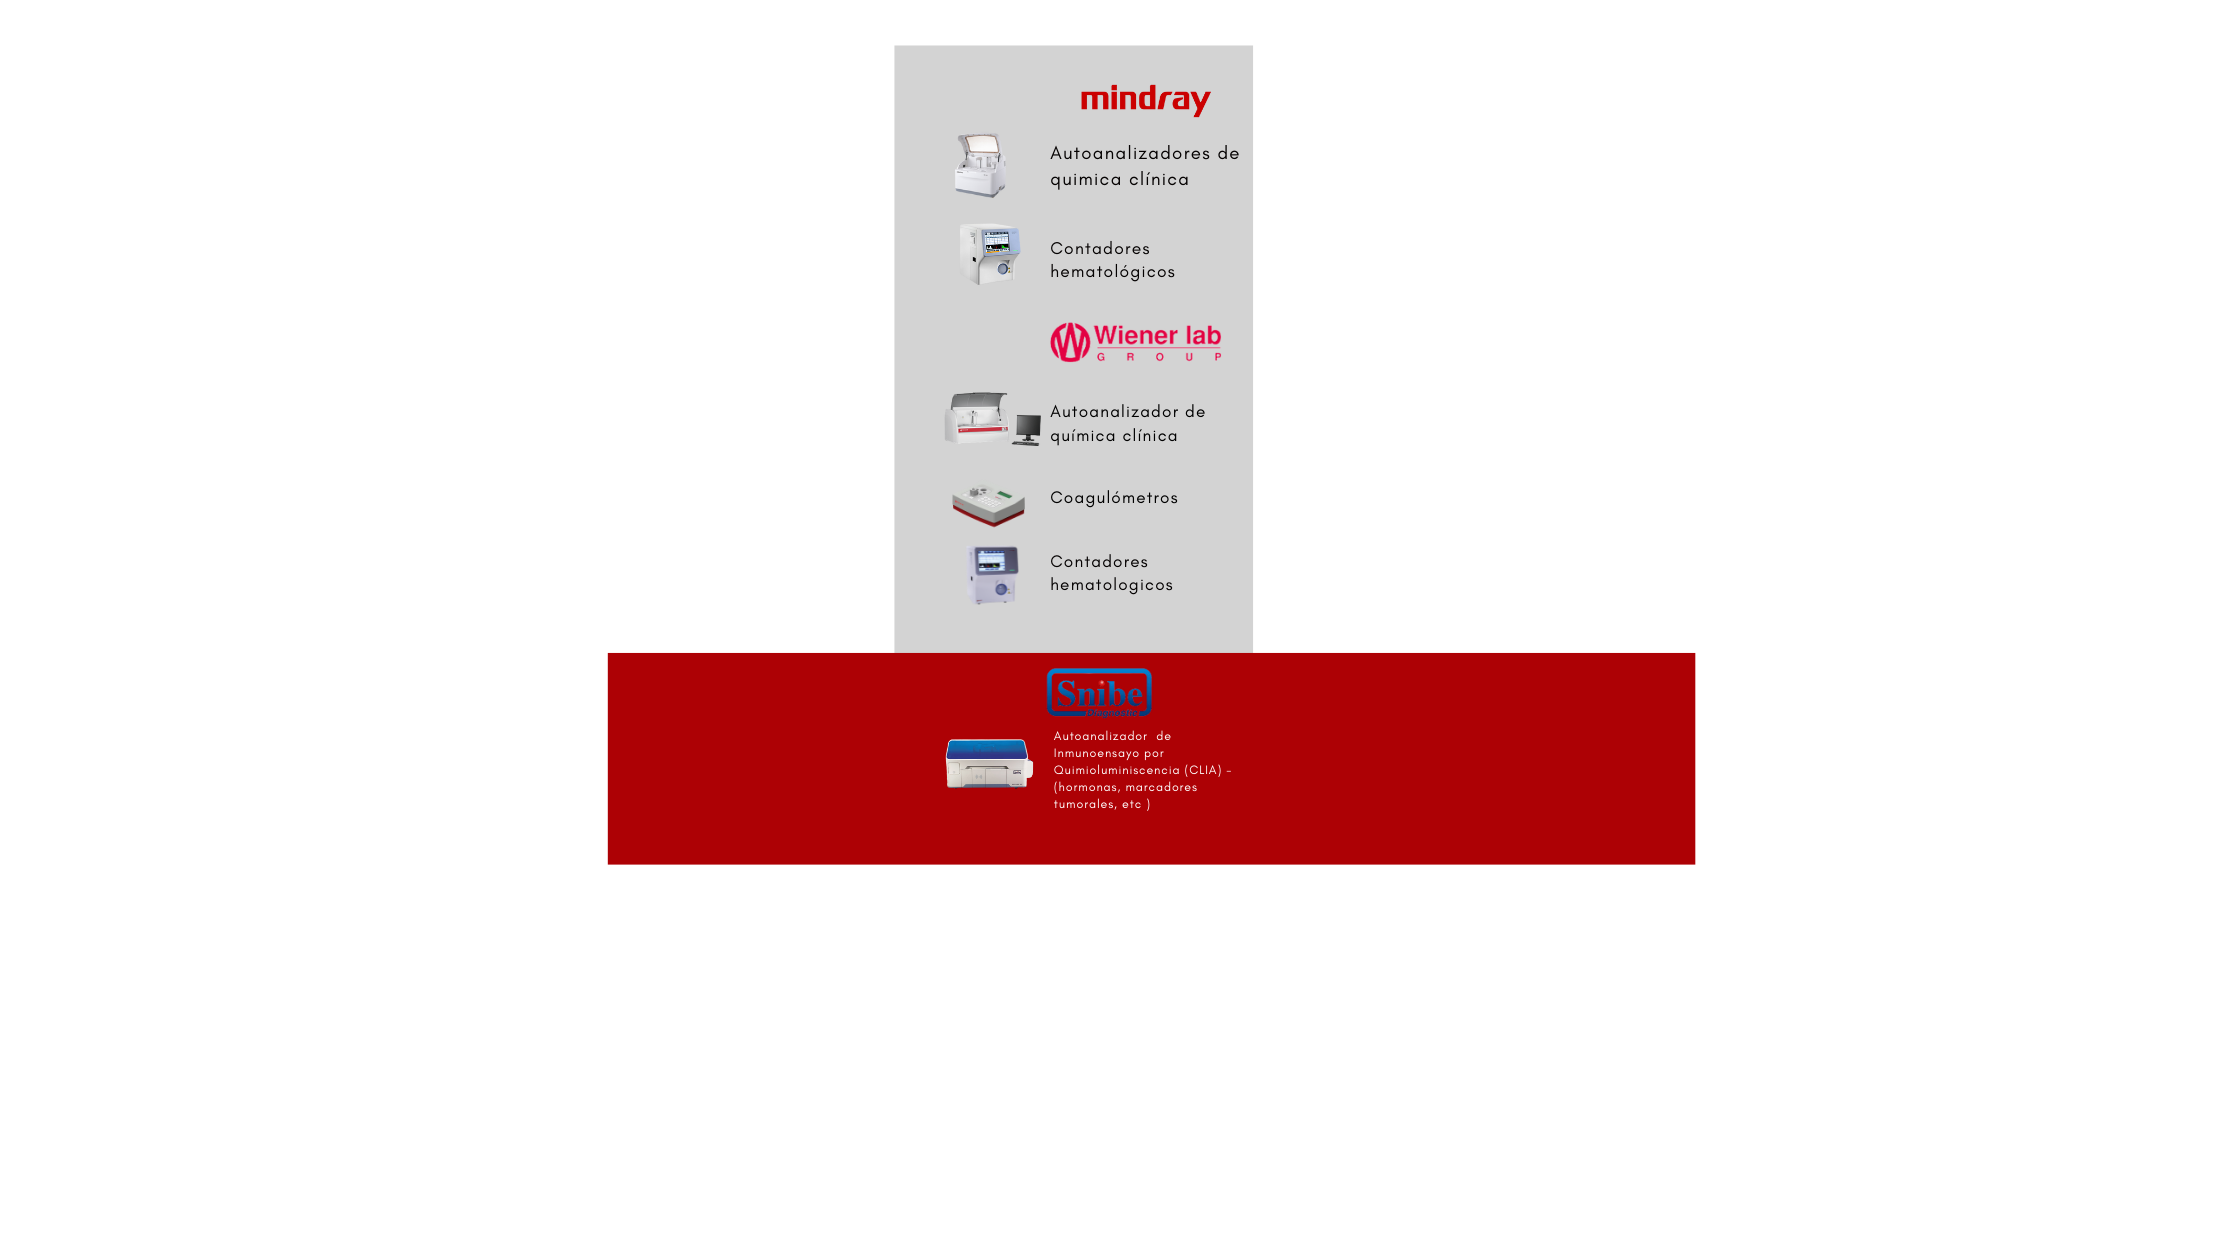 mindray
Autoanalizadores de
quimica clínica
Contadores
hematológicos
Wiener lab
GROUP
Autoanalizador de
química clínica
Coagulómetros
Contadores
hematologicos
Snibe
Autoanalizador de
Inmunoensayo por
Quimioluminiscencia (CLIA) -
(hormonas, marcadores
tumorales, etc )